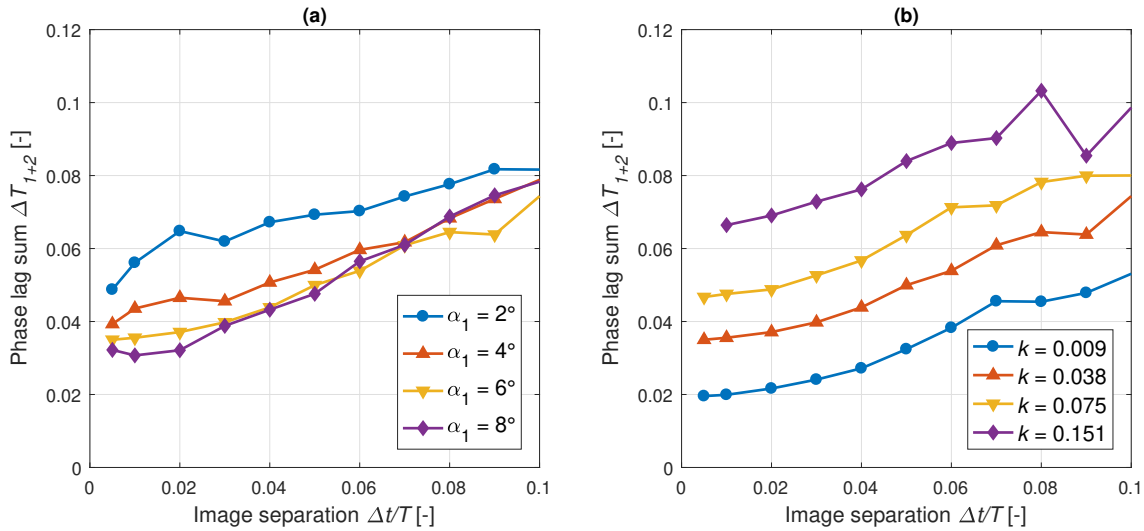 (a)
0.12
0.1
0.08
0.06
0.04
0.02
0
Phase lag sum ΔT1+2 [-]
0 0.02 0.04 0.06 0.08 0.1
Image separation Δt/T [-]
α1 = 2°
α1 = 4°
α1 = 6°
α1 = 8°
(b)
0.12
0.1
0.08
0.06
0.04
0.02
0
Phase lag sum ΔT1+2 [-]
0 0.02 0.04 0.06 0.08 0.1
Image separation Δt/T [-]
k = 0.009
k = 0.038
k = 0.075
k = 0.151